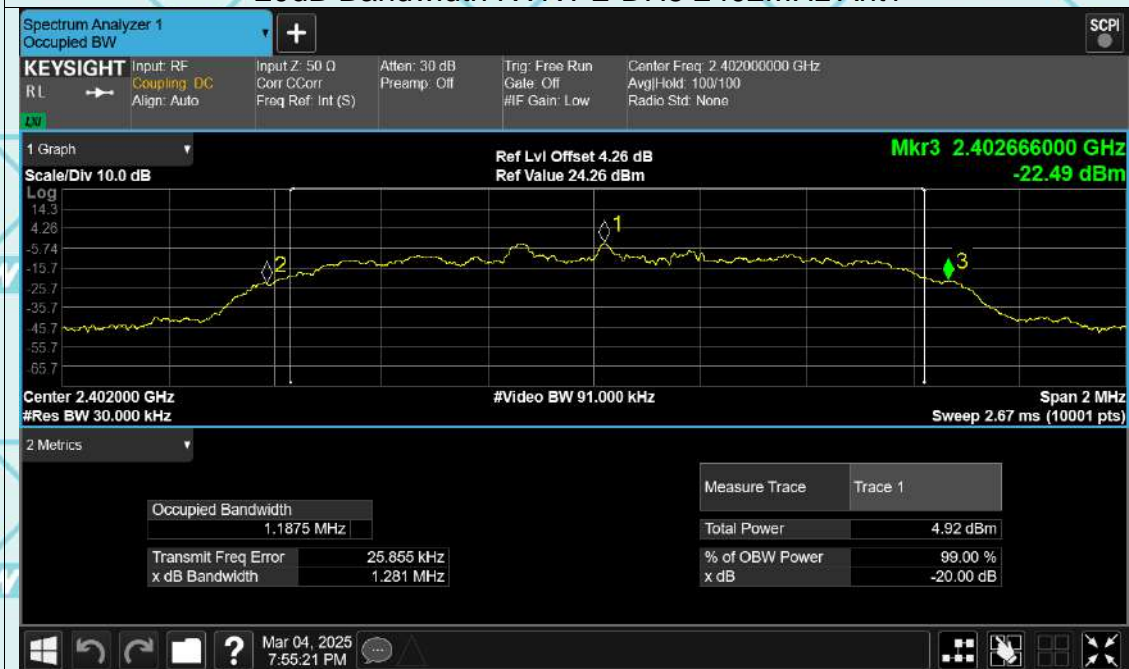 Spectrum Analyzer 1
Occupied BW
+
SCPI
KEYSIGHT Input: RF Input Z: 50 Ω Atten: 30 dB Trig: Free Run Center Freq: 2.402000000 GHz
RL Coupling: DC Corr CCorr Preamp: Off Gate: Off Avg|Hold: 100/100
Align: Auto Freq Ref: Int (S) #IF Gain: Low Radio Std: None
LXI
1 Graph Ref Lvl Offset 4.26 dB Mkr3 2.402666000 GHz
Scale/Div 10.0 dB Ref Value 24.26 dBm -22.49 dBm
Log
14.3
4.26
-5.74
-15.7
-25.7
-35.7
-45.7
-55.7
-65.7
1
2
3
Center 2.402000 GHz #Video BW 91.000 kHz Span 2 MHz
#Res BW 30.000 kHz Sweep 2.67 ms (10001 pts)
2 Metrics
Measure Trace Trace 1
Occupied Bandwidth
1.1875 MHz Total Power 4.92 dBm
Transmit Freq Error 25.855 kHz % of OBW Power 99.00 %
x dB Bandwidth 1.281 MHz x dB -20.00 dB
? Mar 04, 2025
7:55:21 PM